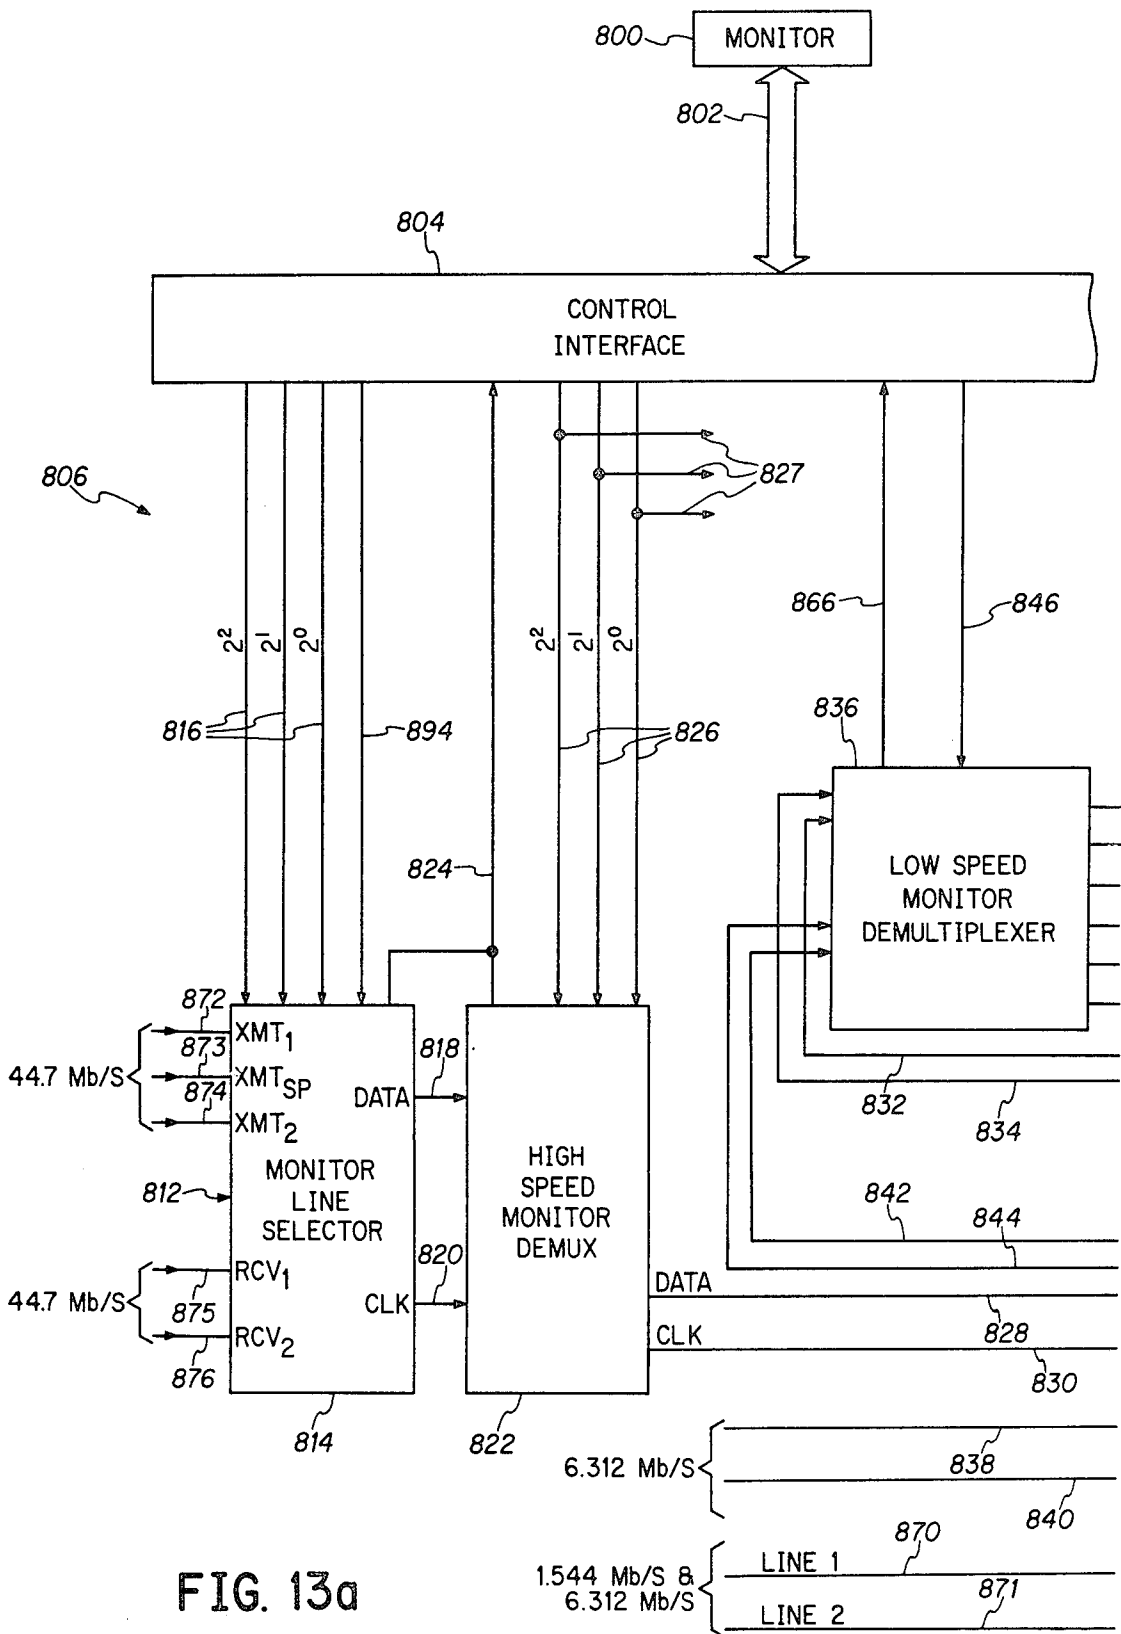 800
MONITOR
802
804
CONTROL
INTERFACE
806
827
2² 2¹ 2⁰
2² 2¹ 2⁰
866
846
816
894
826
836
824
LOW SPEED
MONITOR
DEMULTIPLEXER
872
XMT₁
873
44.7 Mb/S
XMT_SP
874
XMT₂
DATA
818
832
834
812
MONITOR
LINE
SELECTOR
HIGH
SPEED
MONITOR
DEMUX
842
844
RCV₁
44.7 Mb/S
875
CLK
820
RCV₂
876
DATA
828
CLK
830
814
822
6.312 Mb/S
838
840
870
1.544 Mb/S &
6.312 Mb/S
LINE 1
871
LINE 2
FIG. 13a